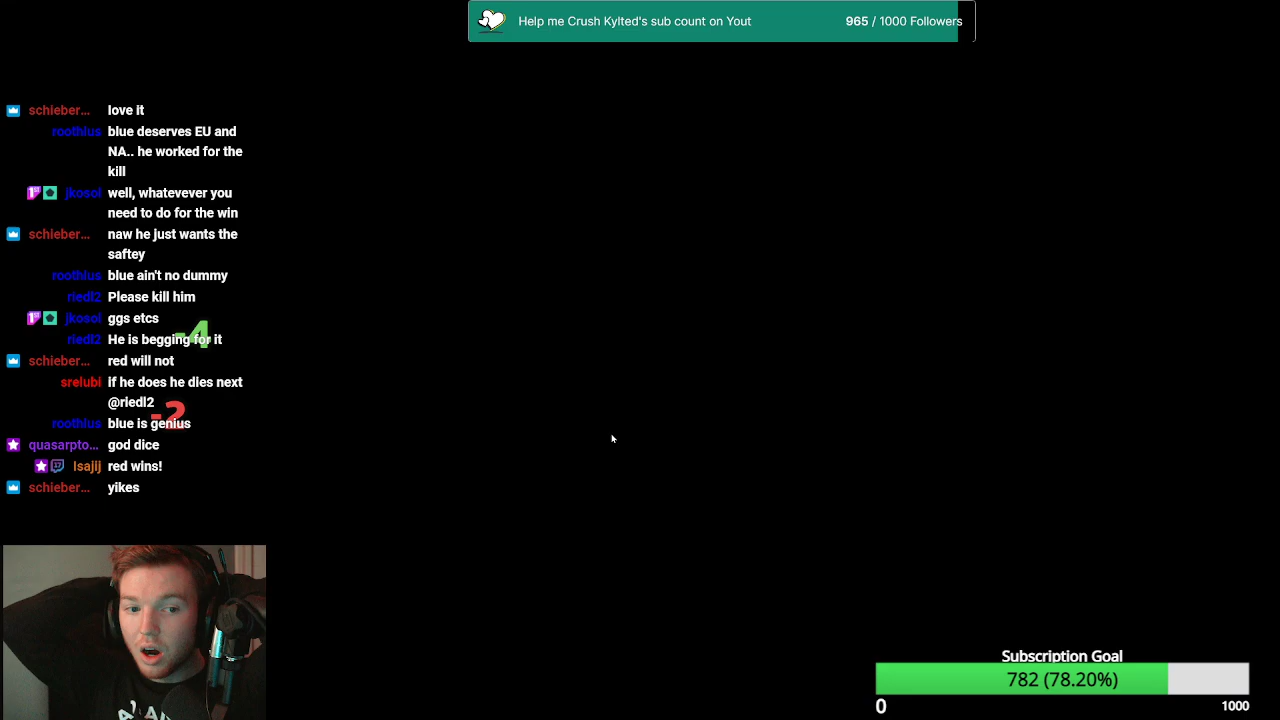 Help me Crush Kylted's sub count on Yout
965 / 1000 Followers
schieber... love it
roothius blue deserves EU and
NA.. he worked for the
kill
jkosol well, whatevever you
need to do for the win
schieber... naw he just wants the
saftey
roothius blue ain't no dummy
riedl2 Please kill him
jkosol ggs etcs
-4
riedl2 He is begging for it
schieber... red will not
srelubl if he does he dies next
@riedl2
-2
roothius blue is genius
quasarpto... god dice
lsajij red wins!
schieber... yikes
Subscription Goal
782 (78.20%)
0
1000